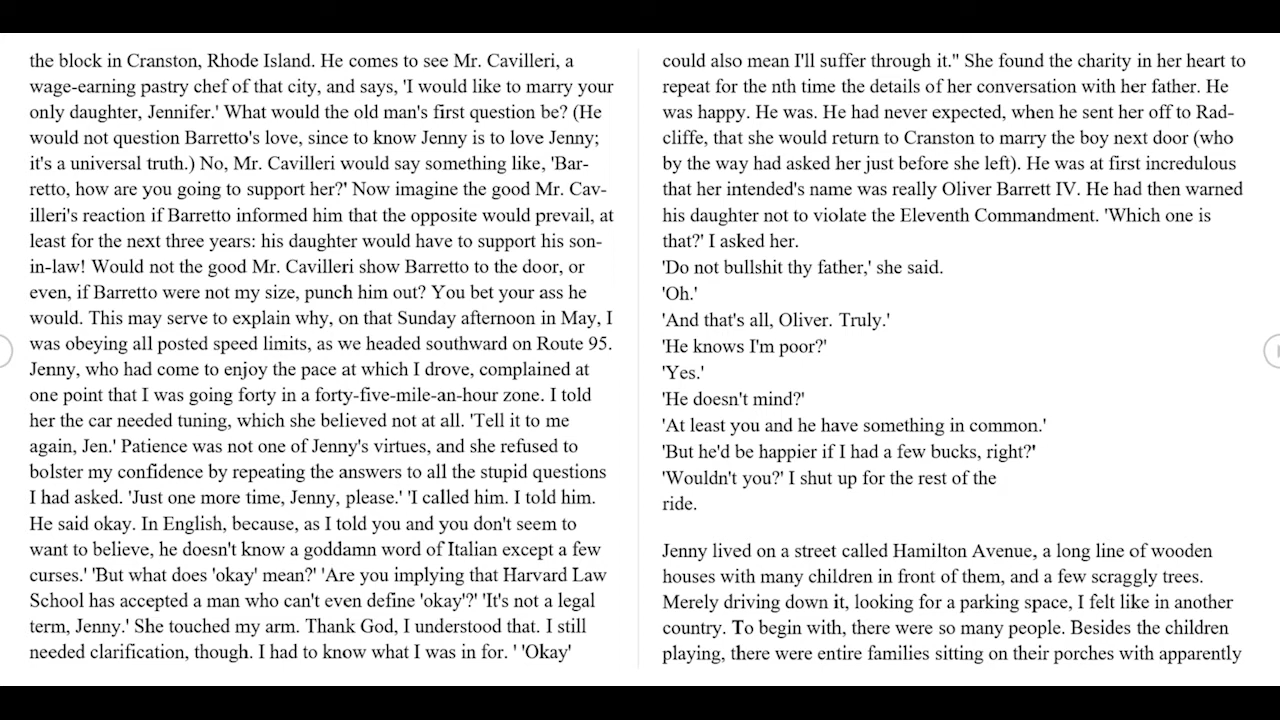 the block in Cranston, Rhode Island. He comes to see Mr. Cavilleri, a
wage-earning pastry chef of that city, and says, 'I would like to marry your
only daughter, Jennifer.' What would the old man's first question be? (He
would not question Barretto's love, since to know Jenny is to love Jenny;
it's a universal truth.) No, Mr. Cavilleri would say something like, 'Bar-
retto, how are you going to support her?' Now imagine the good Mr. Cav-
illeri's reaction if Barretto informed him that the opposite would prevail, at
least for the next three years: his daughter would have to support his son-
in-law! Would not the good Mr. Cavilleri show Barretto to the door, or
even, if Barretto were not my size, punch him out? You bet your ass he
would. This may serve to explain why, on that Sunday afternoon in May, I
was obeying all posted speed limits, as we headed southward on Route 95.
Jenny, who had come to enjoy the pace at which I drove, complained at
one point that I was going forty in a forty-five-mile-an-hour zone. I told
her the car needed tuning, which she believed not at all. 'Tell it to me
again, Jen.' Patience was not one of Jenny's virtues, and she refused to
bolster my confidence by repeating the answers to all the stupid questions
I had asked. 'Just one more time, Jenny, please.' 'I called him. I told him.
He said okay. In English, because, as I told you and you don't seem to
want to believe, he doesn't know a goddamn word of Italian except a few
curses.' 'But what does 'okay' mean?' 'Are you implying that Harvard Law
School has accepted a man who can't even define 'okay'?' 'It's not a legal
term, Jenny.' She touched my arm. Thank God, I understood that. I still
needed clarification, though. I had to know what I was in for. ' 'Okay'
could also mean I'll suffer through it." She found the charity in her heart to
repeat for the nth time the details of her conversation with her father. He
was happy. He was. He had never expected, when he sent her off to Rad-
cliffe, that she would return to Cranston to marry the boy next door (who
by the way had asked her just before she left). He was at first incredulous
that her intended's name was really Oliver Barrett IV. He had then warned
his daughter not to violate the Eleventh Commandment. 'Which one is
that?' I asked her.
'Do not bullshit thy father,' she said.
'Oh.'
'And that's all, Oliver. Truly.'
'He knows I'm poor?'
'Yes.'
'He doesn't mind?'
'At least you and he have something in common.'
'But he'd be happier if I had a few bucks, right?'
'Wouldn't you?' I shut up for the rest of the
ride.
Jenny lived on a street called Hamilton Avenue, a long line of wooden
houses with many children in front of them, and a few scraggly trees.
Merely driving down it, looking for a parking space, I felt like in another
country. To begin with, there were so many people. Besides the children
playing, there were entire families sitting on their porches with apparently